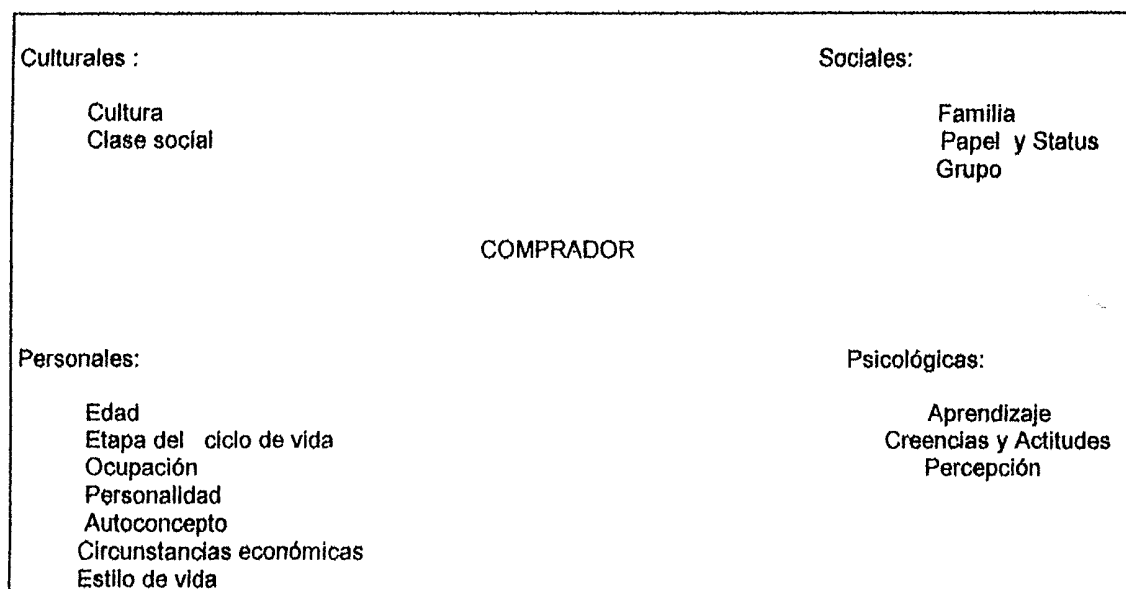 Culturales :
Sociales:
Cultura
Clase social
Familia
Papel y Status
Grupo
COMPRADOR
Personales:
Psicológicas:
Edad
Etapa del ciclo de vida
Ocupación
Personalidad
Autoconcepto
Circunstancias económicas
Estilo de vida
Aprendizaje
Creencias y Actitudes
Percepción